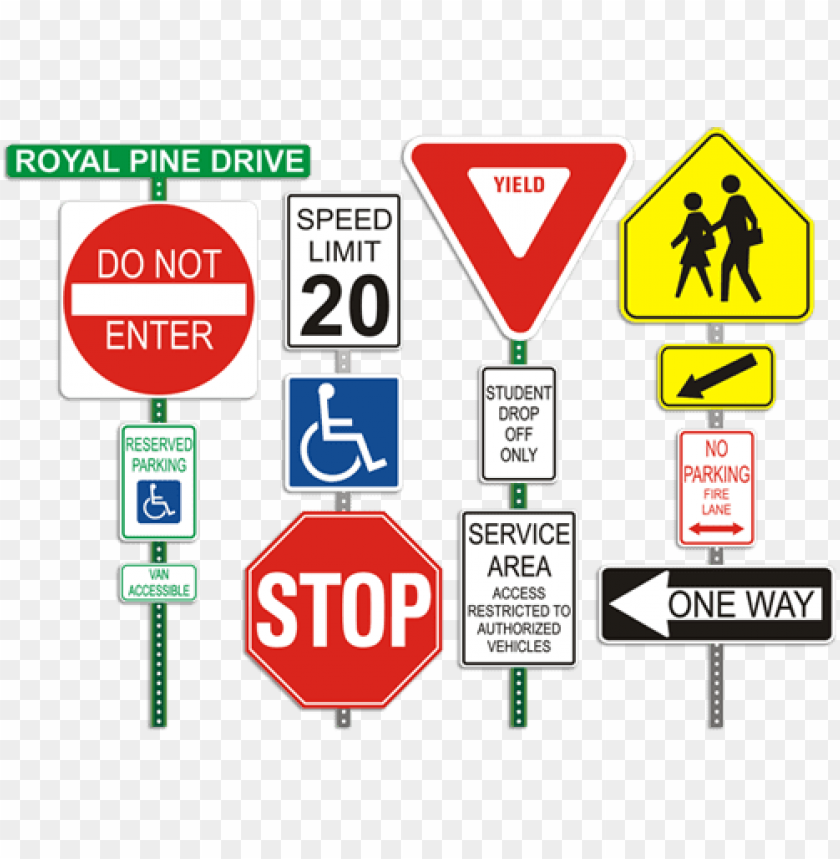 ROYAL PINE DRIVE
DO NOT
ENTER
RESERVED
PARKING
VAN
ACCESSIBLE
SPEED
LIMIT
20
STOP
YIELD
STUDENT
DROP
OFF
ONLY
SERVICE
AREA
ACCESS
RESTRICTED TO
AUTHORIZED
VEHICLES
NO
PARKING
FIRE
LANE
ONE WAY